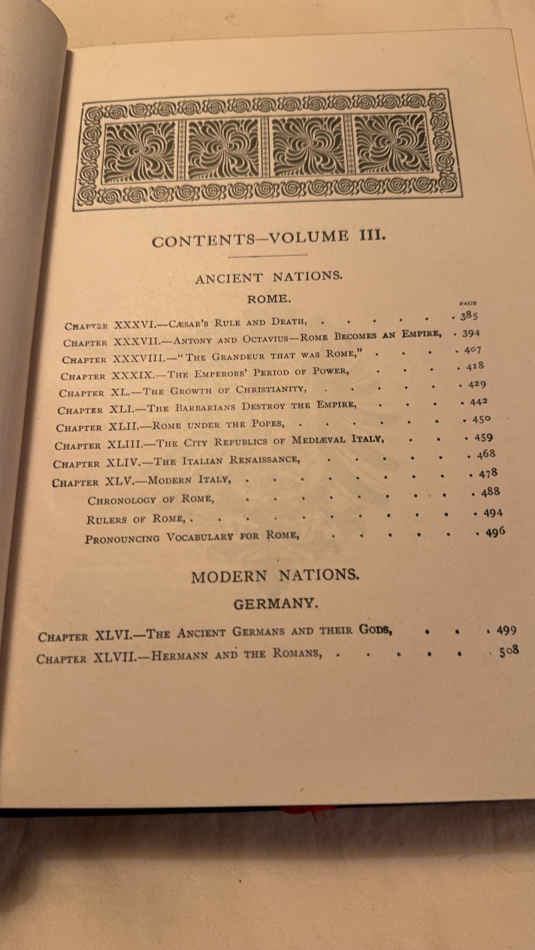 CONTENTS—VOLUME III.
ANCIENT NATIONS.
ROME.
PAGE
CHAPTER XXXVI.—CÆSAR'S RULE AND DEATH, . . . . . . 385
CHAPTER XXXVII.—ANTONY AND OCTAVIUS—ROME BECOMES AN EMPIRE, . 394
CHAPTER XXXVIII.—"THE GRANDEUR THAT WAS ROME," . . . . 407
CHAPTER XXXIX.—THE EMPERORS' PERIOD OF POWER, . . . . 418
CHAPTER XL.—THE GROWTH OF CHRISTIANITY, . . . . . . 429
CHAPTER XLI.—THE BARBARIANS DESTROY THE EMPIRE, . . . . 442
CHAPTER XLII.—ROME UNDER THE POPES, . . . . . . . 450
CHAPTER XLIII.—THE CITY REPUBLICS OF MEDIÆVAL ITALY, . . . 459
CHAPTER XLIV.—THE ITALIAN RENAISSANCE, . . . . . . 468
CHAPTER XLV.—MODERN ITALY, . . . . . . . . . 478
CHRONOLOGY OF ROME, . . . . . . . . . 488
RULERS OF ROME, . . . . . . . . . . . 494
PRONOUNCING VOCABULARY FOR ROME, . . . . . . 496
MODERN NATIONS.
GERMANY.
CHAPTER XLVI.—THE ANCIENT GERMANS AND THEIR GODS, . . . 499
CHAPTER XLVII.—HERMANN AND THE ROMANS, . . . . . . 508